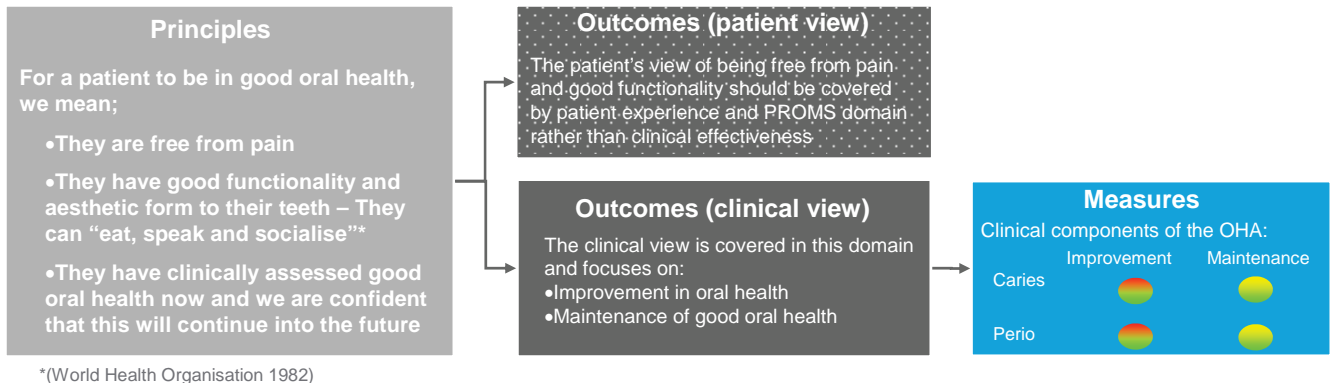 Principles
For a patient to be in good oral health,
we mean;
•They are free from pain
•They have good functionality and
aesthetic form to their teeth – They
can “eat, speak and socialise”*
•They have clinically assessed good
oral health now and we are confident
that this will continue into the future
*(World Health Organisation 1982)
Outcomes (patient view)
The patient’s view of being free from pain
and good functionality should be covered
by patient experience and PROMS domain
rather than clinical effectiveness
Outcomes (clinical view)
The clinical view is covered in this domain
and focuses on:
•Improvement in oral health
•Maintenance of good oral health
Measures
Clinical components of the OHA:
Improvement Maintenance
Caries
Perio